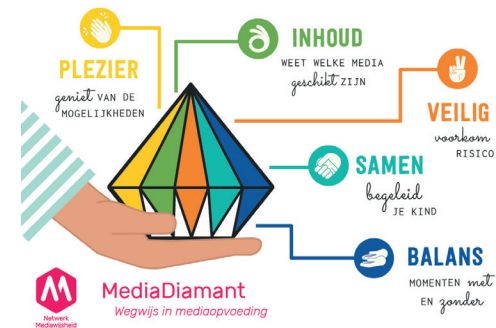 PLEZIER
geniet VAN DE
MOGELIJKHEDEN
INHOUD
WEET WELKE MEDIA
geschikt ZIJN
VEILIG
voorkom
RISICO
SAMEN
begeleid
JE KIND
BALANS
MOMENTEN met
EN zonder
MediaDiamant
Wegwijs in mediaopvoeding
Netwerk
Mediawijsheid